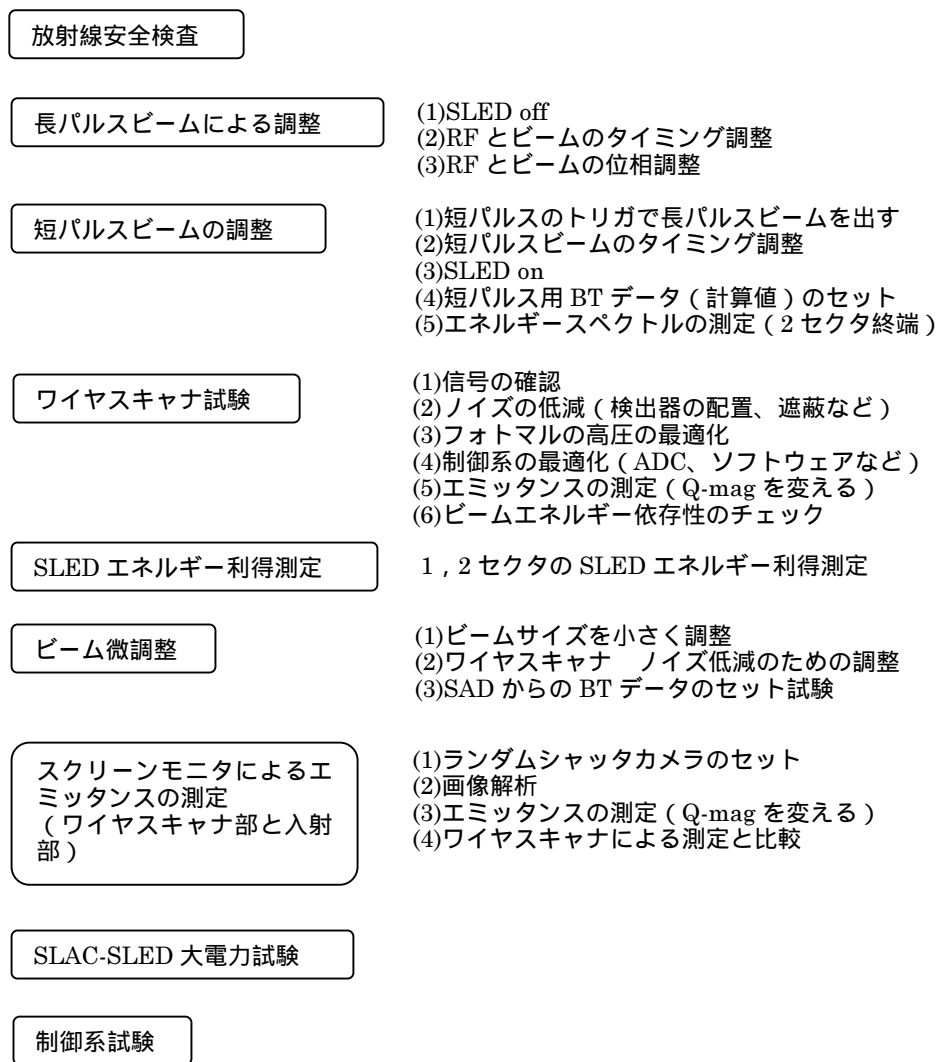 放射線安全検査
長パルスビームによる調整
(1)SLED off
(2)RF とビームのタイミング調整
(3)RF とビームの位相調整
短パルスビームの調整
(1)短パルスのトリガで長パルスビームを出す
(2)短パルスビームのタイミング調整
(3)SLED on
(4)短パルス用 BT データ（計算値）のセット
(5)エネルギースペクトルの測定（2 セクタ終端）
ワイヤスキャナ試験
(1)信号の確認
(2)ノイズの低減（検出器の配置、遮蔽など）
(3)フォトマルの高圧の最適化
(4)制御系の最適化（ADC、ソフトウェアなど）
(5)エミッタンスの測定（Q-mag を変える）
(6)ビームエネルギー依存性のチェック
SLED エネルギー利得測定
1，2 セクタの SLED エネルギー利得測定
ビーム微調整
(1)ビームサイズを小さく調整
(2)ワイヤスキャナ　ノイズ低減のための調整
(3)SAD からの BT データのセット試験
スクリーンモニタによるエ
ミッタンスの測定
（ワイヤスキャナ部と入射
部）
(1)ランダムシャッタカメラのセット
(2)画像解析
(3)エミッタンスの測定（Q-mag を変える）
(4)ワイヤスキャナによる測定と比較
SLAC-SLED 大電力試験
制御系試験